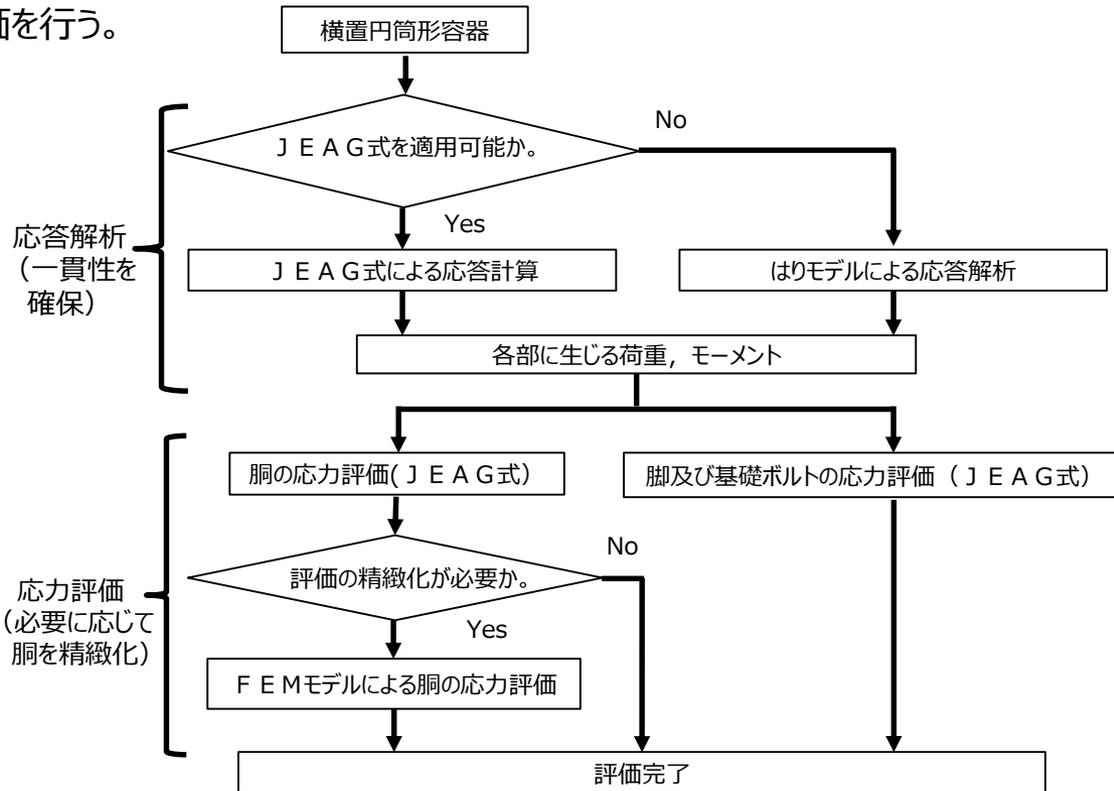 価を行う。
横置円筒形容器
ＪＥＡＧ式を適用可能か。
No
Yes
応答解析
（一貫性を
確保）
ＪＥＡＧ式による応答計算
はりモデルによる応答解析
各部に生じる荷重，モーメント
胴の応力評価(ＪＥＡＧ式）
脚及び基礎ボルトの応力評価（ＪＥＡＧ式）
評価の精緻化が必要か。
No
Yes
応力評価
（必要に応じて
胴を精緻化）
ＦＥＭモデルによる胴の応力評価
評価完了